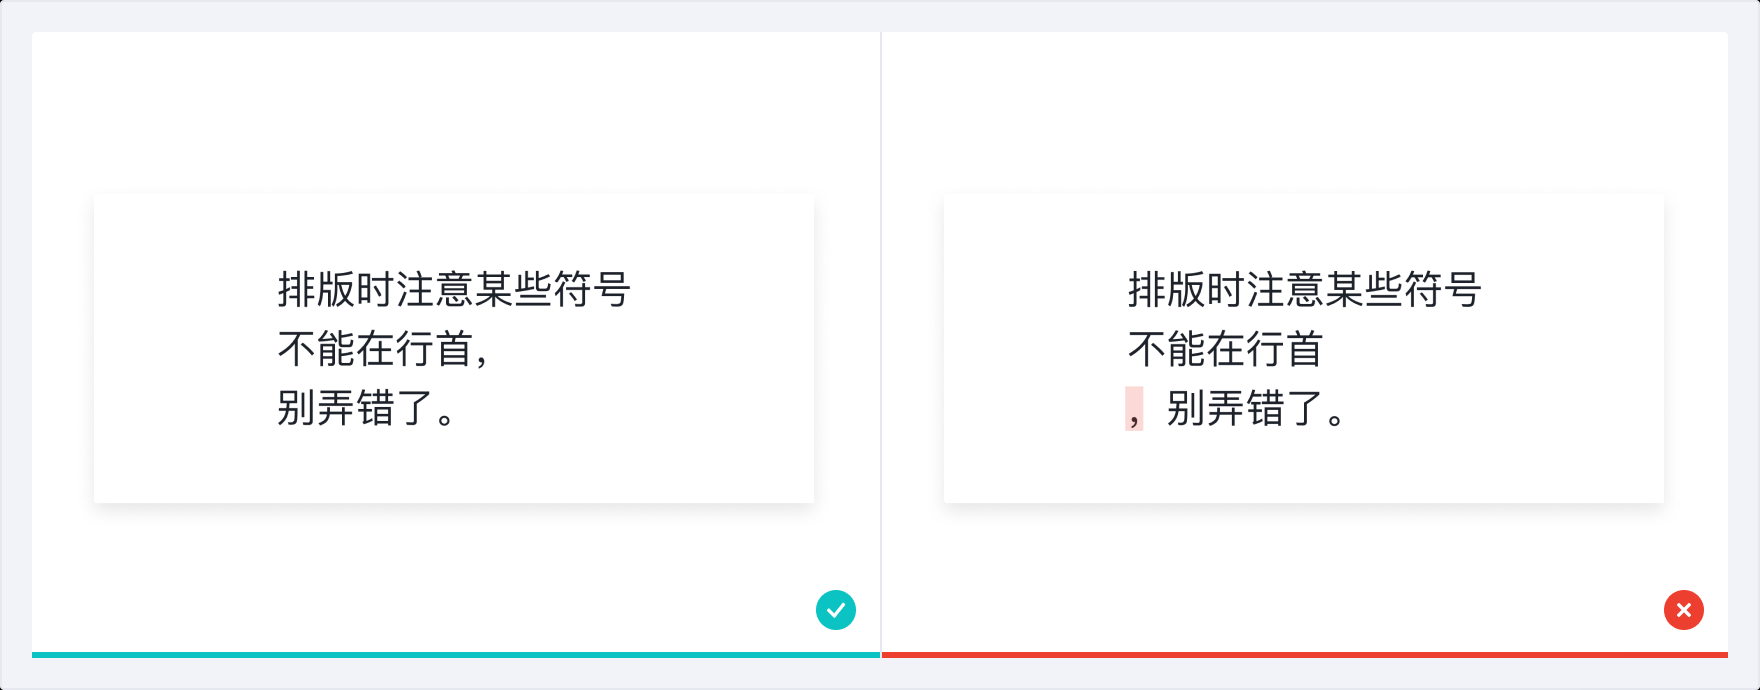 排版时注意某些符号
不能在行首，
别弄错了。
排版时注意某些符号
不能在行首
，别弄错了。